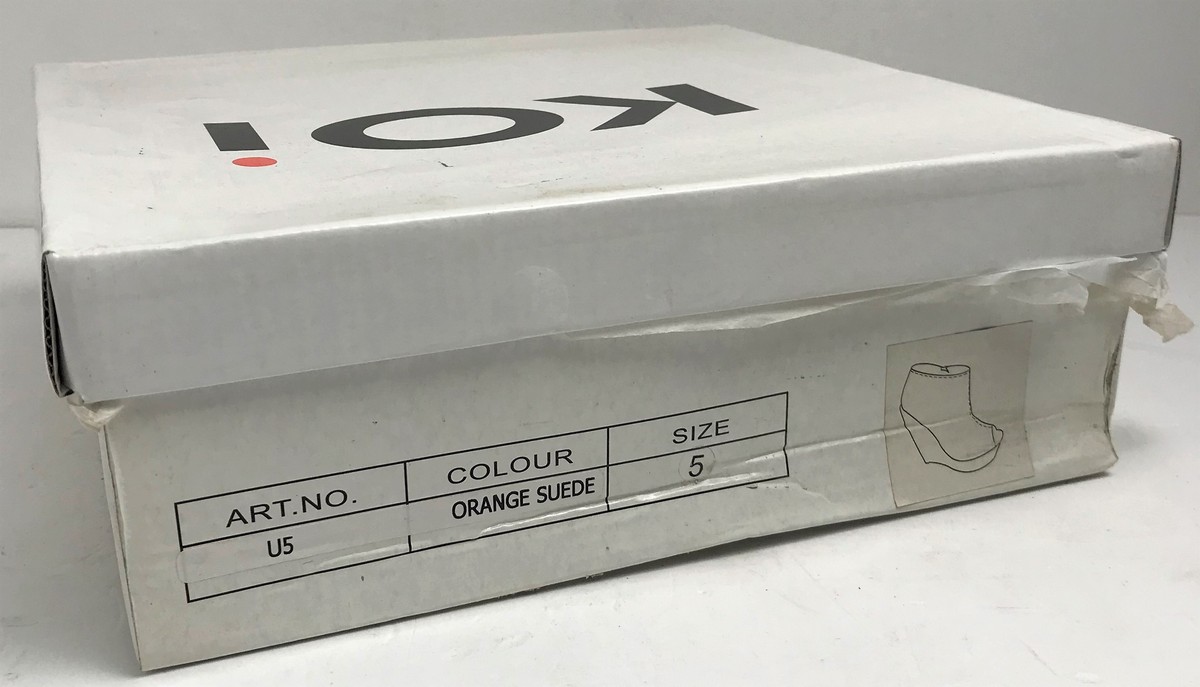 KOi
ART.NO. COLOUR SIZE
U5 ORANGE SUEDE 5